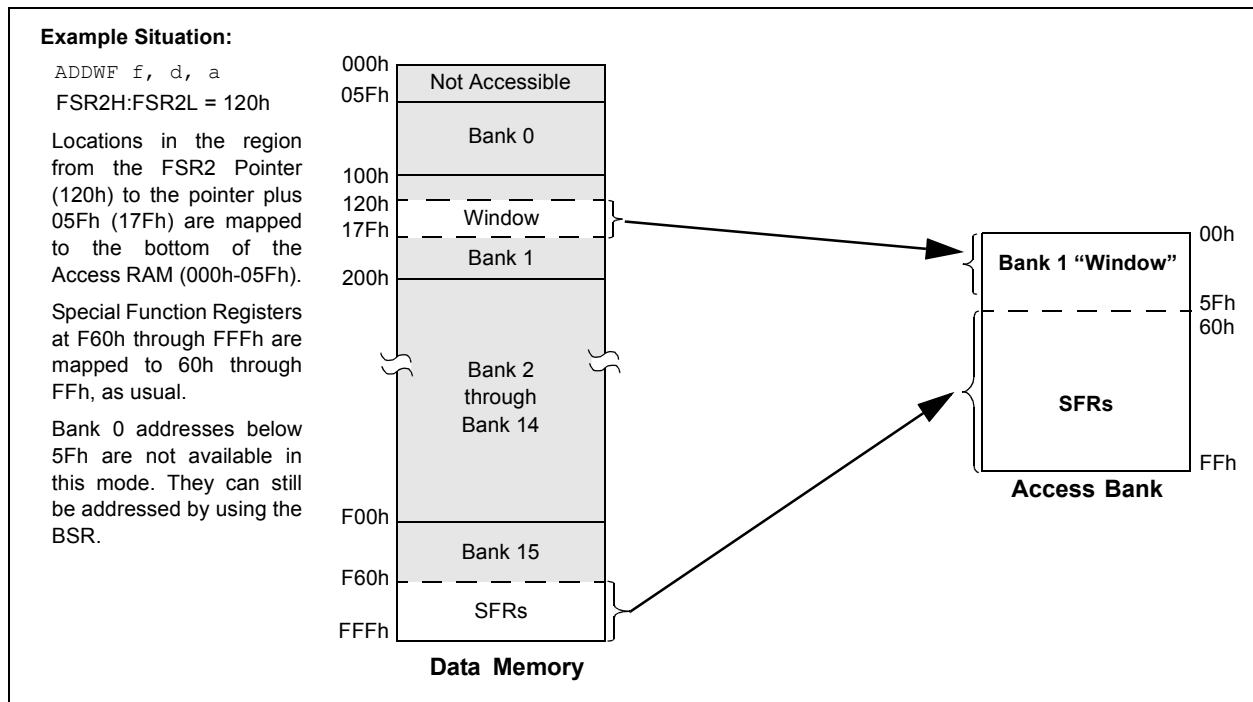 Example Situation:
ADDWF f, d, a
FSR2H:FSR2L = 120h
Locations in the region
from the FSR2 Pointer
(120h) to the pointer plus
05Fh (17Fh) are mapped
to the bottom of the
Access RAM (000h-05Fh).
Special Function Registers
at F60h through FFFh are
mapped to 60h through
FFh, as usual.
Bank 0 addresses below
5Fh are not available in
this mode. They can still
be addressed by using the
BSR.
000h
Not Accessible
05Fh
Bank 0
100h
120h
Window
17Fh
Bank 1
200h
Bank 2
through
Bank 14
F00h
Bank 15
F60h
SFRs
FFFh
Data Memory
00h
Bank 1 “Window”
5Fh
60h
SFRs
FFh
Access Bank